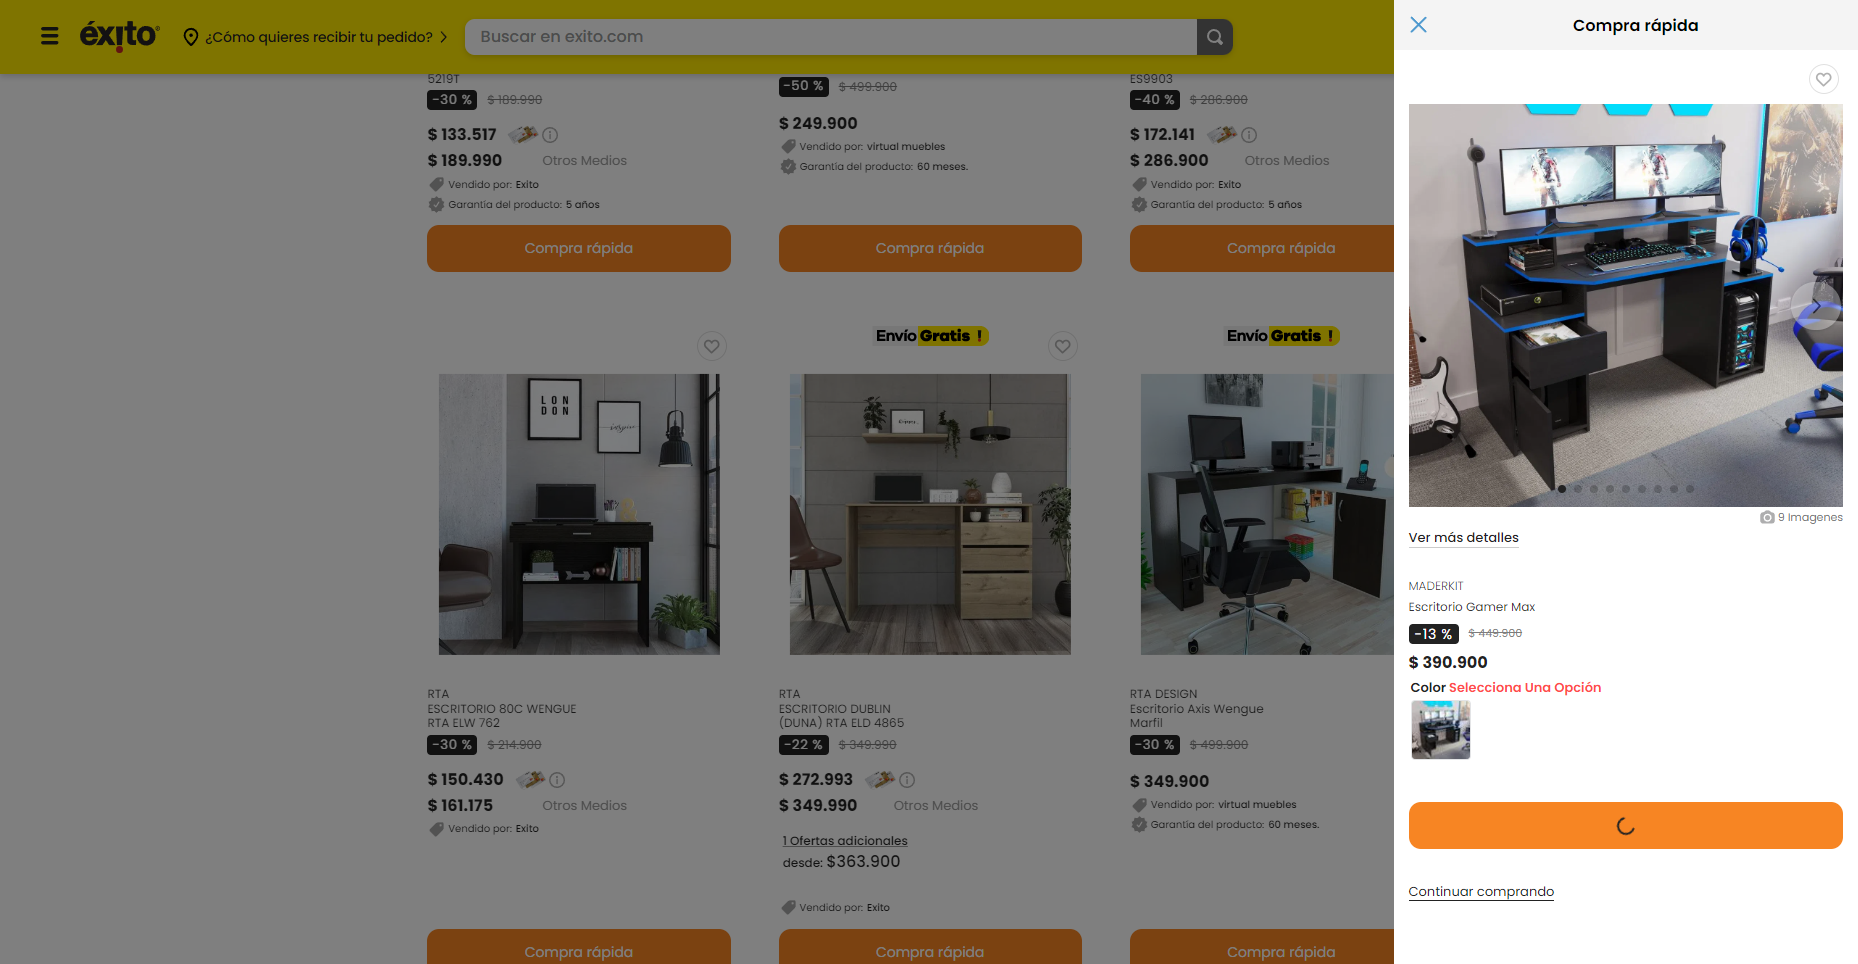 éxito
¿Cómo quieres recibir tu pedido?
Buscar en exito.com
5219T
-30 % $ 189.990
$ 133.517
$ 189.990 Otros Medios
Vendido por: Exito
Garantía del producto: 5 años
Compra rápida
-50 % $ 499.900
$ 249.900
Vendido por: virtual muebles
Garantía del producto: 60 meses.
Compra rápida
ES9903
-40 % $ 286.900
$ 172.141
$ 286.900 Otros Medios
Vendido por: Exito
Garantía del producto: 5 años
Compra rápida
LON
DON
RTA
ESCRITORIO 80C WENGUE
RTA ELW 762
-30 % $ 214.900
$ 150.430
$ 161.175 Otros Medios
Vendido por: Exito
Compra rápida
Envío Gratis !
RTA
ESCRITORIO DUBLIN
(DUNA) RTA ELD 4865
-22 % $ 349.990
$ 272.993
$ 349.990 Otros Medios
1 Ofertas adicionales
desde: $363.900
Vendido por: Exito
Compra rápida
Envío Gratis !
RTA DESIGN
Escritorio Axis Wengue
Marfil
-30 % $ 499.900
$ 349.900
Vendido por: virtual muebles
Garantía del producto: 60 meses.
Compra rápida
Compra rápida
9 Imagenes
Ver más detalles
MADERKIT
Escritorio Gamer Max
-13 % $ 449.900
$ 390.900
Color Selecciona Una Opción
Continuar comprando